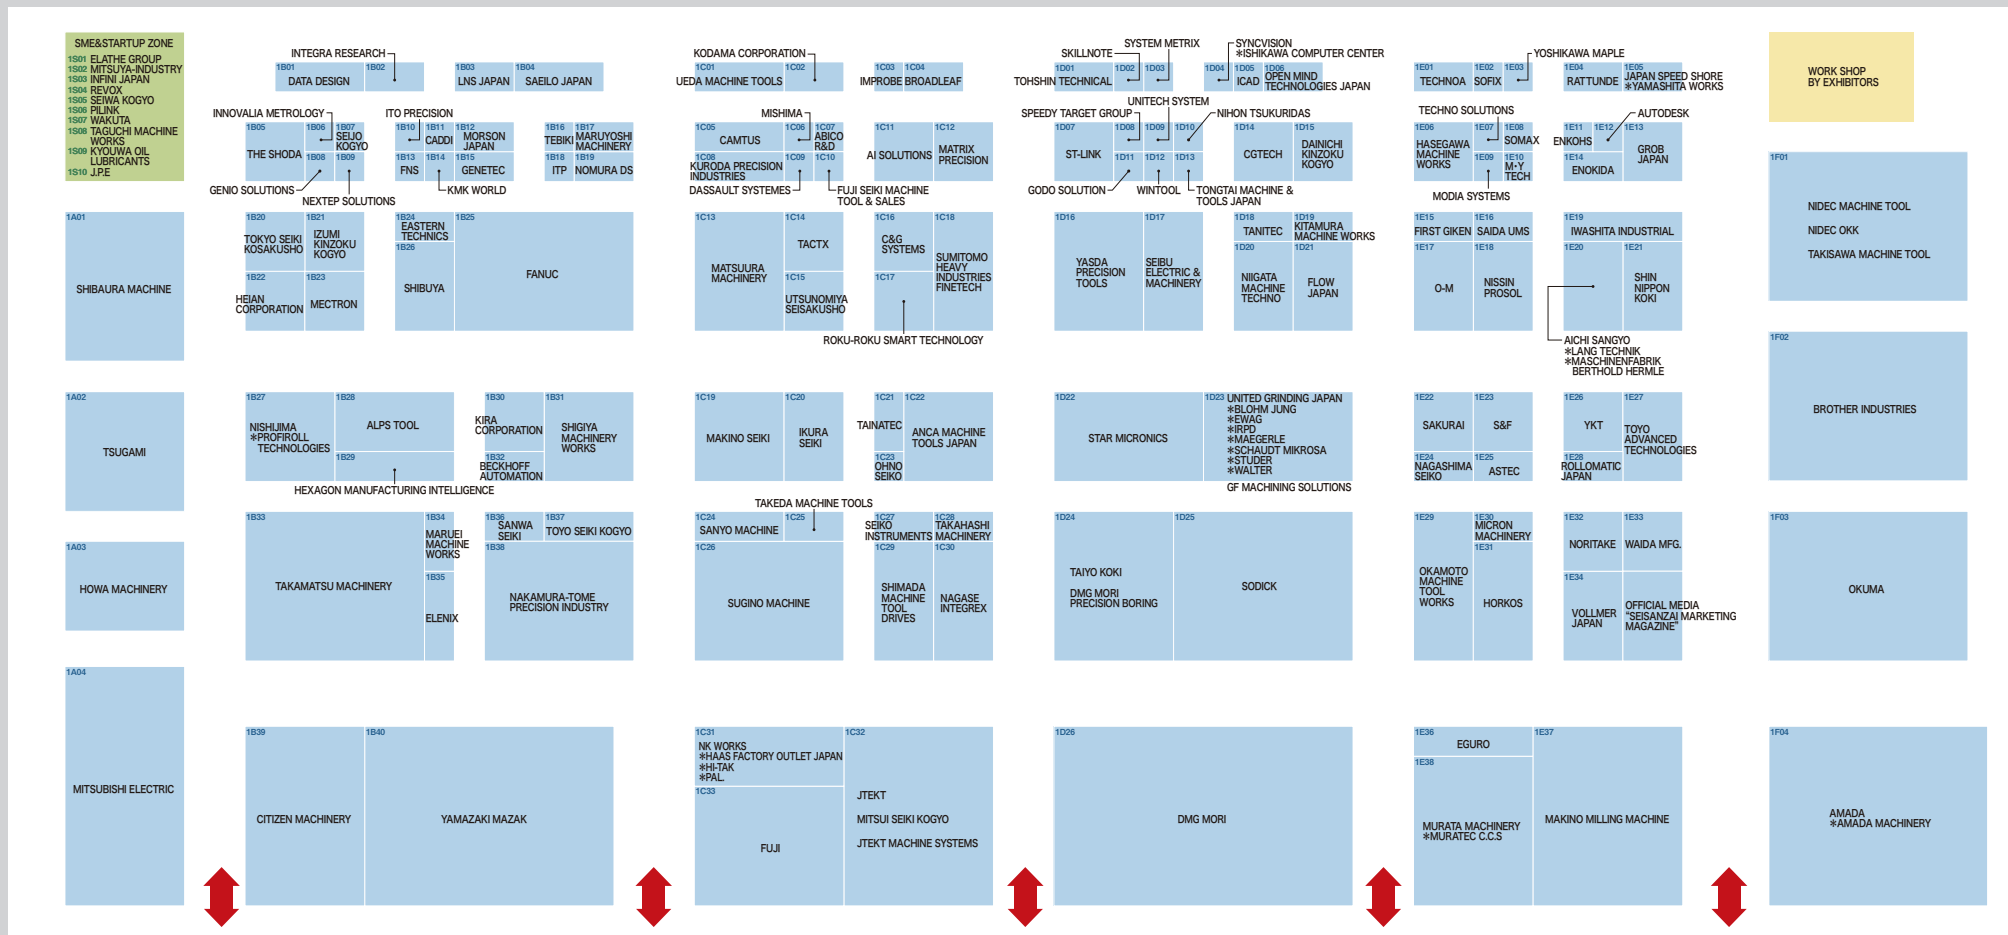 SME&STARTUP ZONE
1S01 ELATHE GROUP
1S02 MITSUYA-INDUSTRY
1S03 INFINI JAPAN
1S04 REVOX
1S05 SEIWA KOGYO
1S06 PILINK
1S07 WAKUTA
1S08 TAGUCHI MACHINE
WORKS
1S09 KYOUWA OIL
LUBRICANTS
1S10 J.P.E
1A01
SHIBAURA MACHINE
1A02
TSUGAMI
1A03
HOWA MACHINERY
1A04
MITSUBISHI ELECTRIC
INTEGRA RESEARCH
1B01
DATA DESIGN
1B02
1B03
LNS JAPAN
1B04
SAEILO JAPAN
INNOVALIA METROLOGY
ITO PRECISION
1B05
THE SHODA
1B06
1B07
SEIJO
KOGYO
1B08
1B09
GENIO SOLUTIONS
NEXTEP SOLUTIONS
1B10
1B11
CADDI
1B12
MORSON
JAPAN
1B13
FNS
1B14
1B15
GENETEC
KMK WORLD
1B16
TEBIKI
1B17
MARUYOSHI
MACHINERY
1B18
ITP
1B19
NOMURA DS
1B20
TOKYO SEIKI
KOSAKUSHO
1B21
IZUMI
KINZOKU
KOGYO
1B22
HEIAN
CORPORATION
1B23
MECTRON
1B24
EASTERN
TECHNICS
1B25
FANUC
1B26
SHIBUYA
1B27
NISHIJIMA
＊PROFIROLL
TECHNOLOGIES
1B28
ALPS TOOL
1B29
HEXAGON MANUFACTURING INTELLIGENCE
1B30
KIRA
CORPORATION
1B31
SHIGIYA
MACHINERY
WORKS
1B32
BECKHOFF
AUTOMATION
1B33
TAKAMATSU MACHINERY
1B34
MARUEI
MACHINE
WORKS
1B35
ELENIX
1B36
SANWA
SEIKI
1B37
TOYO SEIKI KOGYO
1B38
NAKAMURA-TOME
PRECISION INDUSTRY
1B39
CITIZEN MACHINERY
1B40
YAMAZAKI MAZAK
KODAMA CORPORATION
1C01
UEDA MACHINE TOOLS
1C02
1C03
IMPROBE
1C04
BROADLEAF
MISHIMA
1C05
CAMTUS
1C06
1C07
ABICO
R&D
1C08
KURODA PRECISION
INDUSTRIES
1C09
1C10
DASSAULT SYSTEMES
FUJI SEIKI MACHINE
TOOL & SALES
1C11
AI SOLUTIONS
1C12
MATRIX
PRECISION
1C13
MATSUURA
MACHINERY
1C14
TACTX
1C15
UTSUNOMIYA
SEISAKUSHO
1C16
C&G
SYSTEMS
1C17
1C18
SUMITOMO
HEAVY
INDUSTRIES
FINETECH
ROKU-ROKU SMART TECHNOLOGY
1C19
MAKINO SEIKI
1C20
IKURA
SEIKI
1C21
TAINATEC
1C22
ANCA MACHINE
TOOLS JAPAN
1C23
OHNO
SEIKO
TAKEDA MACHINE TOOLS
1C24
SANYO MACHINE
1C25
1C26
SUGINO MACHINE
1C27
SEIKO
INSTRUMENTS
1C28
TAKAHASHI
MACHINERY
1C29
SHIMADA
MACHINE
TOOL
DRIVES
1C30
NAGASE
INTEGREX
1C31
NK WORKS
＊HAAS FACTORY OUTLET JAPAN
＊HI-TAK
＊PAL.
1C32
JTEKT
MITSUI SEIKI KOGYO
JTEKT MACHINE SYSTEMS
1C33
FUJI
SKILLNOTE
SYSTEM METRIX
SYNCVISION
＊ISHIKAWA COMPUTER CENTER
1D01
TOHSHIN TECHNICAL
1D02
1D03
1D04
1D05
ICAD
1D06
OPEN MIND
TECHNOLOGIES JAPAN
SPEEDY TARGET GROUP
UNITECH SYSTEM
NIHON TSUKURIDAS
1D07
ST-LINK
1D08
1D09
1D10
1D11
1D12
1D13
GODO SOLUTION
WINTOOL
TONGTAI MACHINE &
TOOLS JAPAN
1D14
CGTECH
1D15
DAINICHI
KINZOKU
KOGYO
1D16
YASDA
PRECISION
TOOLS
1D17
SEIBU
ELECTRIC &
MACHINERY
1D18
TANITEC
1D19
KITAMURA
MACHINE WORKS
1D20
NIIGATA
MACHINE
TECHNO
1D21
FLOW
JAPAN
1D22
STAR MICRONICS
1D23
UNITED GRINDING JAPAN
＊BLOHM JUNG
＊EWAG
＊IRPD
＊MAEGERLE
＊SCHAUDT MIKROSA
＊STUDER
＊WALTER
GF MACHINING SOLUTIONS
1D24
TAIYO KOKI
DMG MORI
PRECISION BORING
1D25
SODICK
1D26
DMG MORI
YOSHIKAWA MAPLE
1E01
TECHNOA
1E02
SOFIX
1E03
1E04
RATTUNDE
1E05
JAPAN SPEED SHORE
＊YAMASHITA WORKS
TECHNO SOLUTIONS
AUTODESK
1E06
HASEGAWA
MACHINE
WORKS
1E07
1E08
SOMAX
1E09
1E10
M・Y
TECH
MODIA SYSTEMS
1E11
ENKOHS
1E12
1E13
GROB
JAPAN
1E14
ENOKIDA
1E15
FIRST GIKEN
1E16
SAIDA UMS
1E17
O-M
1E18
NISSIN
PROSOL
1E19
IWASHITA INDUSTRIAL
1E20
1E21
SHIN
NIPPON
KOKI
AICHI SANGYO
＊LANG TECHNIK
＊MASCHINENFABRIK
BERTHOLD HERMLE
1E22
SAKURAI
1E23
S&F
1E24
NAGASHIMA
SEIKO
1E25
ASTEC
1E26
YKT
1E27
TOYO
ADVANCED
TECHNOLOGIES
1E28
ROLLOMATIC
JAPAN
1E29
OKAMOTO
MACHINE
TOOL
WORKS
1E30
MICRON
MACHINERY
1E31
HORKOS
1E32
NORITAKE
1E33
WAIDA MFG.
1E34
VOLLMER
JAPAN
OFFICIAL MEDIA
"SEISANZAI MARKETING
MAGAZINE"
1E36
EGURO
1E37
MAKINO MILLING MACHINE
1E38
MURATA MACHINERY
＊MURATEC C.C.S
WORK SHOP
BY EXHIBITORS
1F01
NIDEC MACHINE TOOL
NIDEC OKK
TAKISAWA MACHINE TOOL
1F02
BROTHER INDUSTRIES
1F03
OKUMA
1F04
AMADA
＊AMADA MACHINERY